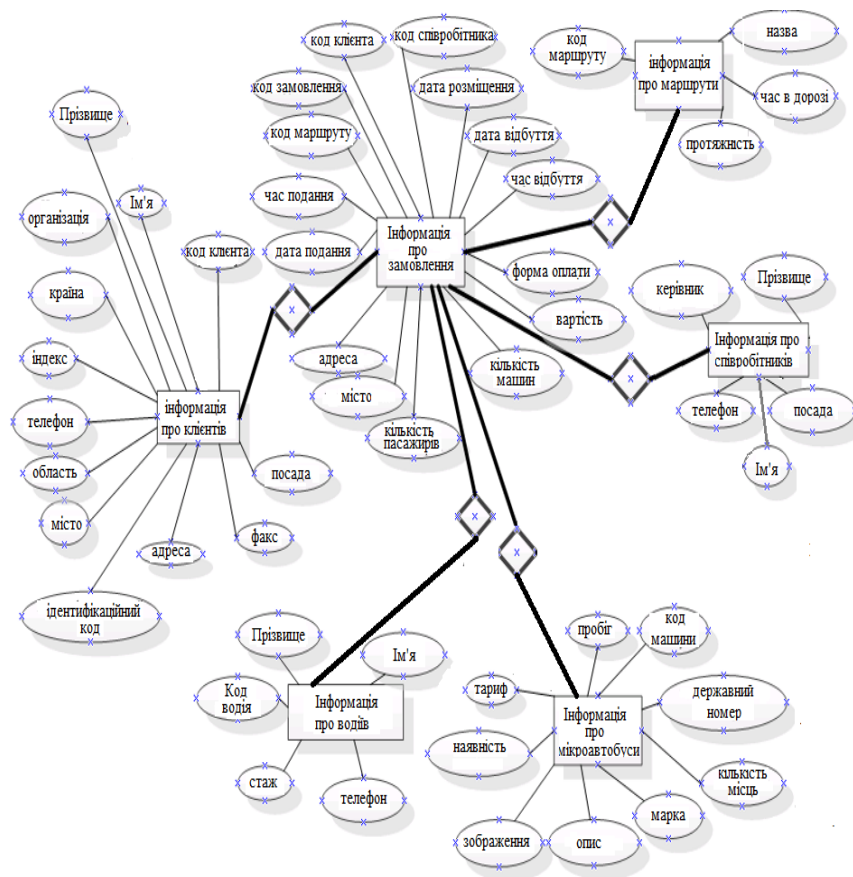 код клієнта
код співробітника
код замовлення
дата розміщення
код маршруту
дата відбуття
час подання
час відбуття
дата подання
Інформація
про
замовлення
форма оплати
вартість
адреса
місто
кількість
пасажирів
кількість
машин
код
маршруту
інформація
про маршрути
назва
час в дорозі
протяжність
Прізвище
Ім'я
організація
код клієнта
країна
індекс
телефон
область
місто
ідентифікаційний
код
адреса
факс
посада
інформація
про клієнтів
керівник
Прізвище
Інформація про
співробітників
телефон
посада
Ім'я
Прізвище
Ім'я
Код
водія
Інформація
про водіїв
стаж
телефон
пробіг
код
машини
тариф
державний
номер
Інформація
про
мікроавтобуси
наявність
кількість
місць
марка
зображення
опис